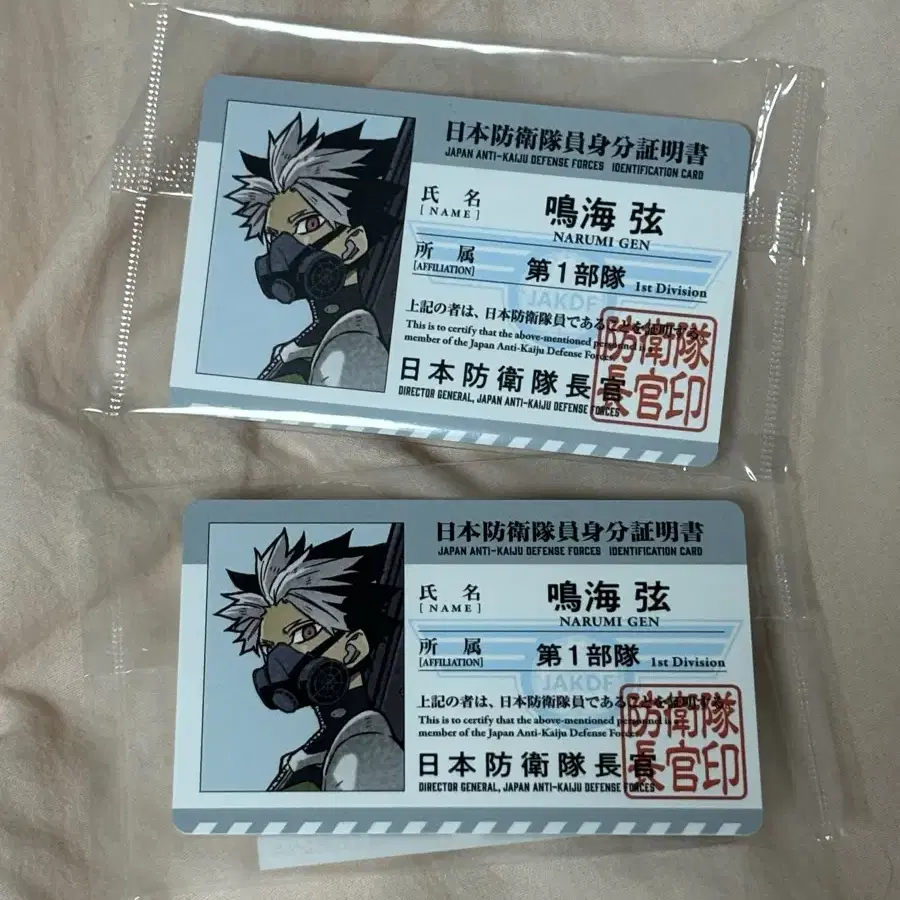 日本防衛隊員身分証明書
JAPAN ANTI-KAIJU DEFENSE FORCES IDENTIFICATION CARD
氏 名
[ NAME ]
鳴海 弦
NARUMI GEN
所 属
[AFFILIATION]
第1部隊 1st Division
JAKDF
上記の者は、日本防衛隊員であることを証明する
This is to certify that the above-mentioned personnel is
member of the Japan Anti-Kaiju Defense Forces.
日本防衛隊長官
DIRECTOR GENERAL, JAPAN ANTI-KAIJU DEFENSE FORCES
防衛隊
長官印
日本防衛隊員身分証明書
JAPAN ANTI-KAIJU DEFENSE FORCES IDENTIFICATION CARD
氏 名
[ NAME ]
鳴海 弦
NARUMI GEN
所 属
[AFFILIATION]
第1部隊 1st Division
JAKDF
上記の者は、日本防衛隊員であることを証明する
This is to certify that the above-mentioned personnel is
member of the Japan Anti-Kaiju Defense Forces.
日本防衛隊長官
DIRECTOR GENERAL, JAPAN ANTI-KAIJU DEFENSE FORCES
防衛隊
長官印